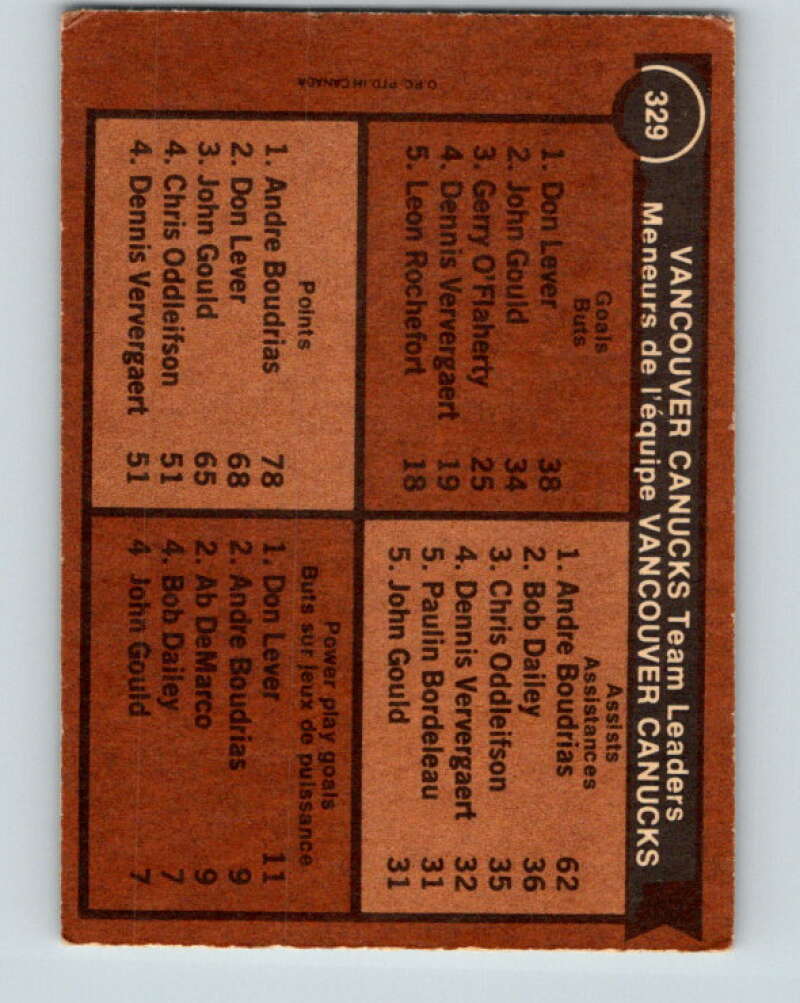 329
VANCOUVER CANUCKS Team Leaders
Meneurs de l'équipe VANCOUVER CANUCKS
Goals
Buts
1. Don Lever 38
2. John Gould 34
3. Gerry O'Flaherty 25
4. Dennis Ververgaert 19
5. Leon Rochefort 18
Assists
Assistances
1. Andre Boudrias 62
2. Bob Dailey 36
3. Chris Oddleifson 35
4. Dennis Ververgaert 32
5. Paulin Bordeleau 31
5. John Gould 31
Points
1. Andre Boudrias 78
2. Don Lever 68
3. John Gould 65
4. Chris Oddleifson 51
4. Dennis Ververgaert 51
Power play goals
Buts sur jeux de puissance
1. Don Lever 11
2. Andre Boudrias 9
2. Ab DeMarco 9
4. Bob Dailey 7
4 John Gould 7
O.P.C. PTD. IN CANADA